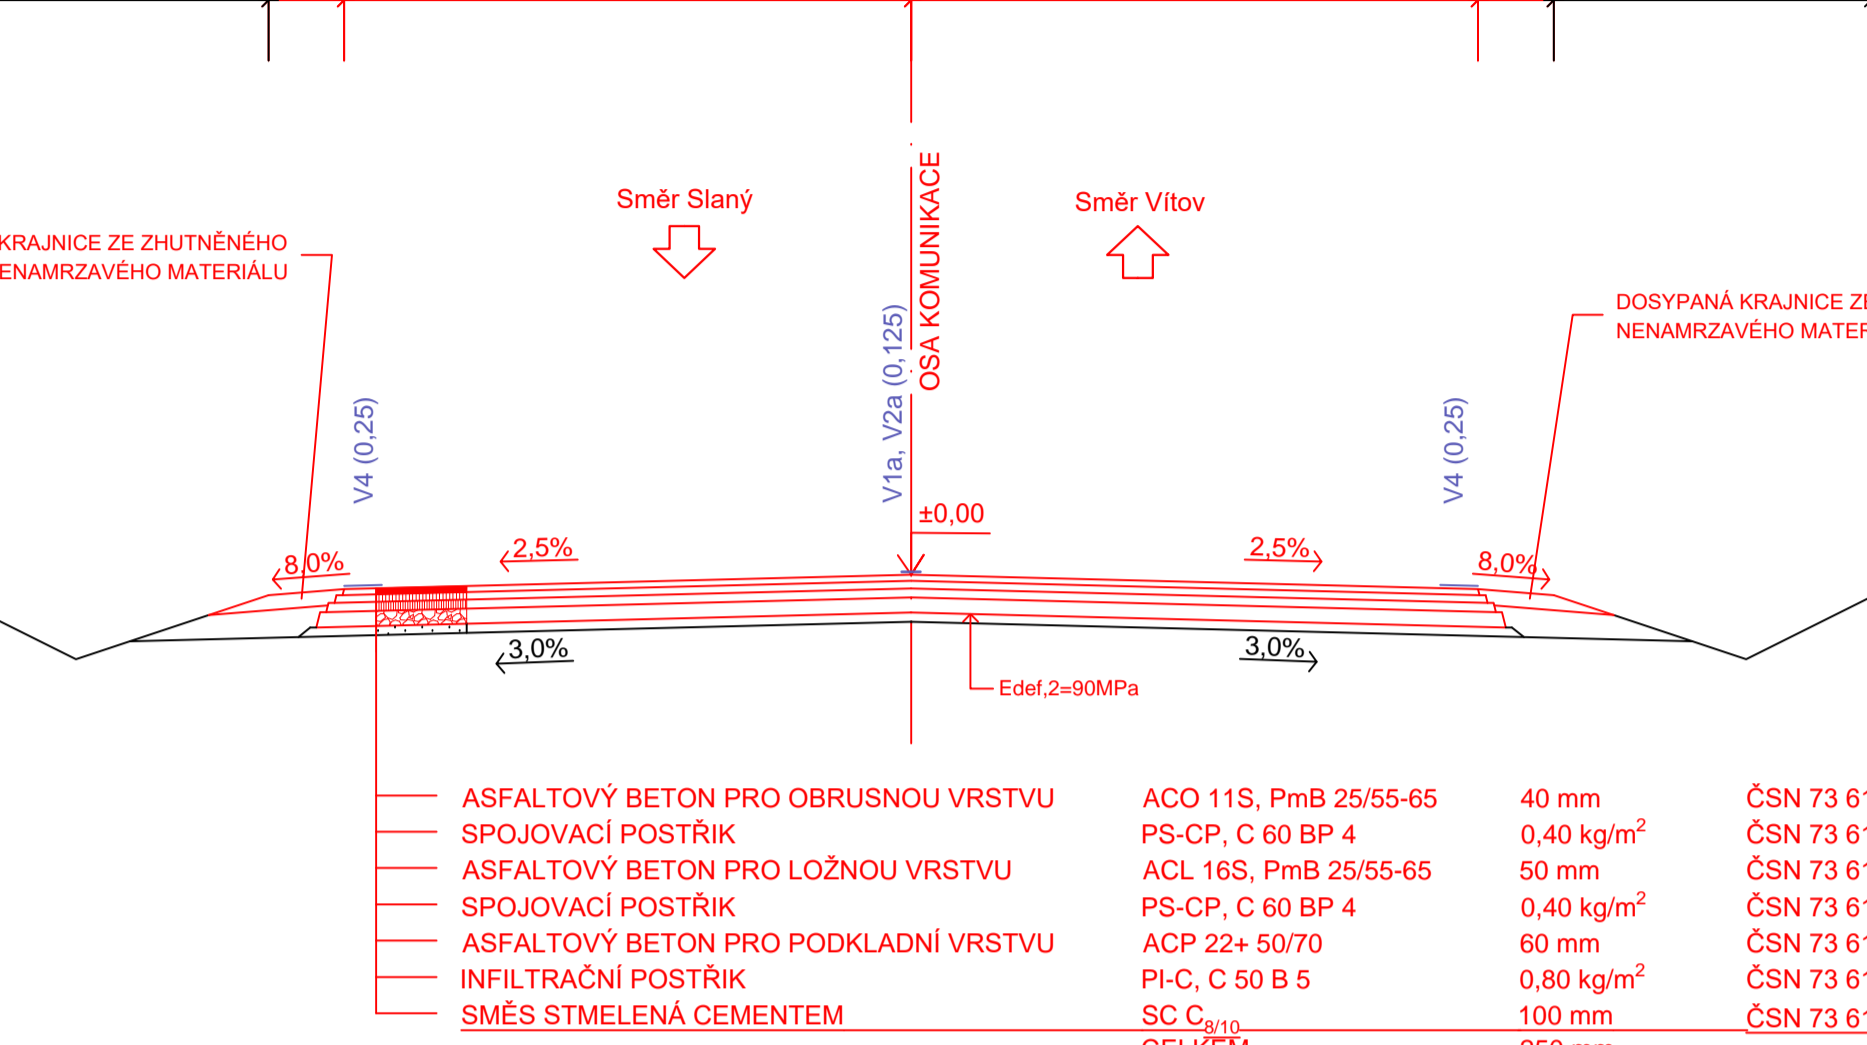 Směr Slaný
Směr Vítov
OSA KOMUNIKACE
KRAJNICE ZE ZHUTNĚNÉHO
ENAMRZAVÉHO MATERIÁLU
DOSYPANÁ KRAJNICE ZE
NENAMRZAVÉHO MATER
V4 (0,25)
V1a, V2a (0,125)
V4 (0,25)
±0,00
8,0%
2,5%
2,5%
8,0%
3,0%
3,0%
Edef,2=90MPa
ASFALTOVÝ BETON PRO OBRUSNOU VRSTVU ACO 11S, PmB 25/55-65 40 mm ČSN 73 61
SPOJOVACÍ POSTŘIK PS-CP, C 60 BP 4 0,40 kg/m² ČSN 73 61
ASFALTOVÝ BETON PRO LOŽNOU VRSTVU ACL 16S, PmB 25/55-65 50 mm ČSN 73 61
SPOJOVACÍ POSTŘIK PS-CP, C 60 BP 4 0,40 kg/m² ČSN 73 61
ASFALTOVÝ BETON PRO PODKLADNÍ VRSTVU ACP 22+ 50/70 60 mm ČSN 73 61
INFILTRAČNÍ POSTŘIK PI-C, C 50 B 5 0,80 kg/m² ČSN 73 61
SMĚS STMELENÁ CEMENTEM SC C8/10 100 mm ČSN 73 61
CELKEM 250 mm